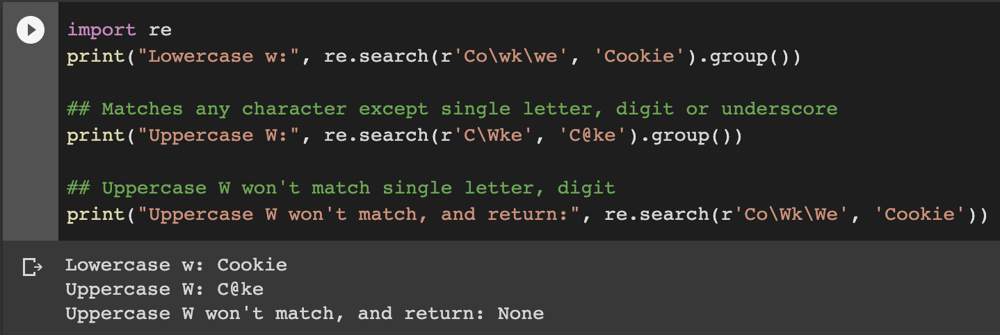 import re
print("Lowercase w:", re.search(r'Co\wk\we', 'Cookie').group())
## Matches any character except single letter, digit or underscore
print("Uppercase W:", re.search(r'C\Wke', 'C@ke').group())
## Uppercase W won't match single letter, digit
print("Uppercase W won't match, and return:", re.search(r'Co\Wk\We', 'Cookie'))
Lowercase w: Cookie
Uppercase W: C@ke
Uppercase W won't match, and return: None